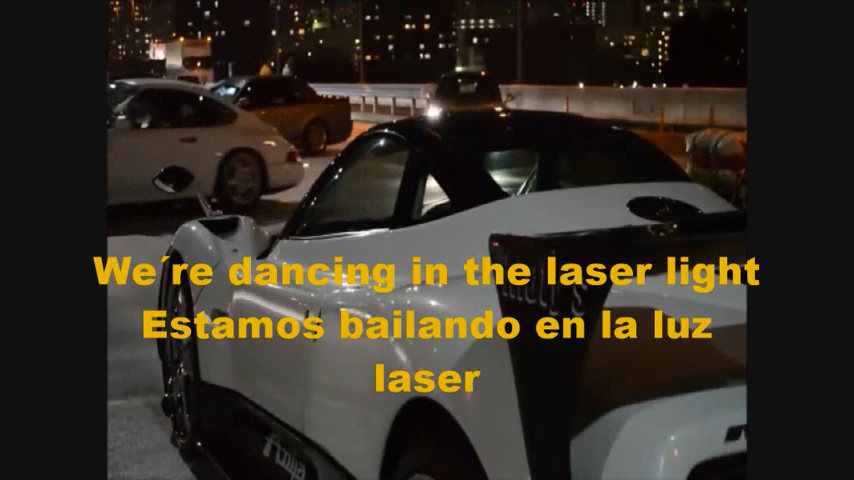 We´re dancing in the laser light
Estamos bailando en la luz
laser